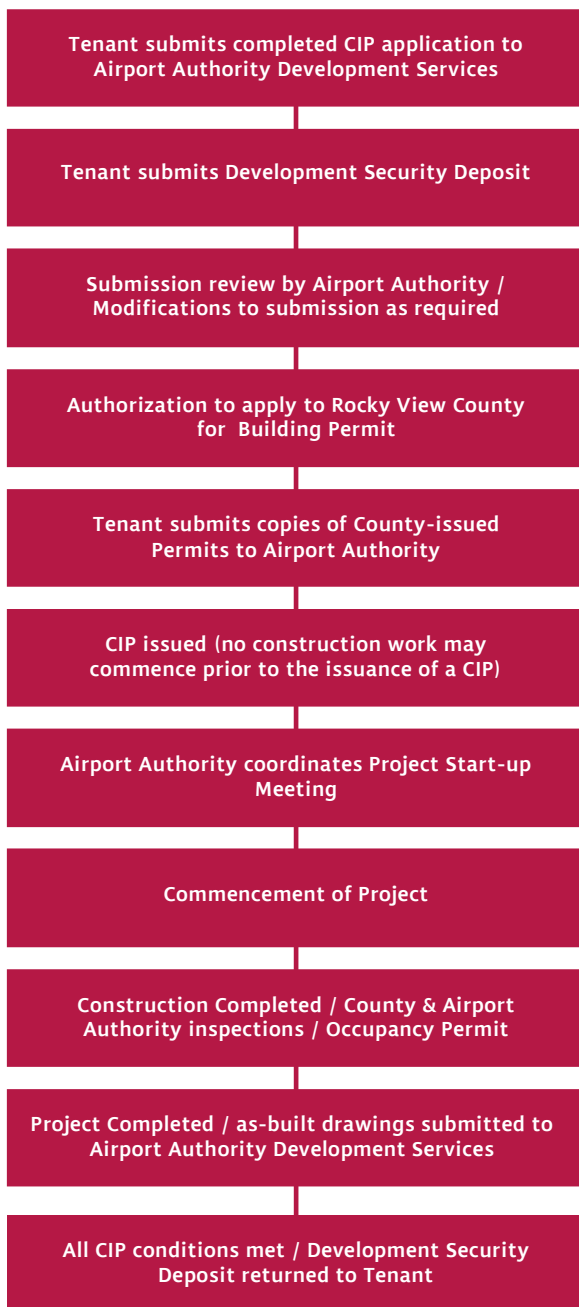 Tenant submits completed CIP application to
Airport Authority Development Services
Tenant submits Development Security Deposit
Submission review by Airport Authority /
Modifications to submission as required
Authorization to apply to Rocky View County
for Building Permit
Tenant submits copies of County-issued
Permits to Airport Authority
CIP issued (no construction work may
commence prior to the issuance of a CIP)
Airport Authority coordinates Project Start-up
Meeting
Commencement of Project
Construction Completed / County & Airport
Authority inspections / Occupancy Permit
Project Completed / as-built drawings submitted to
Airport Authority Development Services
All CIP conditions met / Development Security
Deposit returned to Tenant